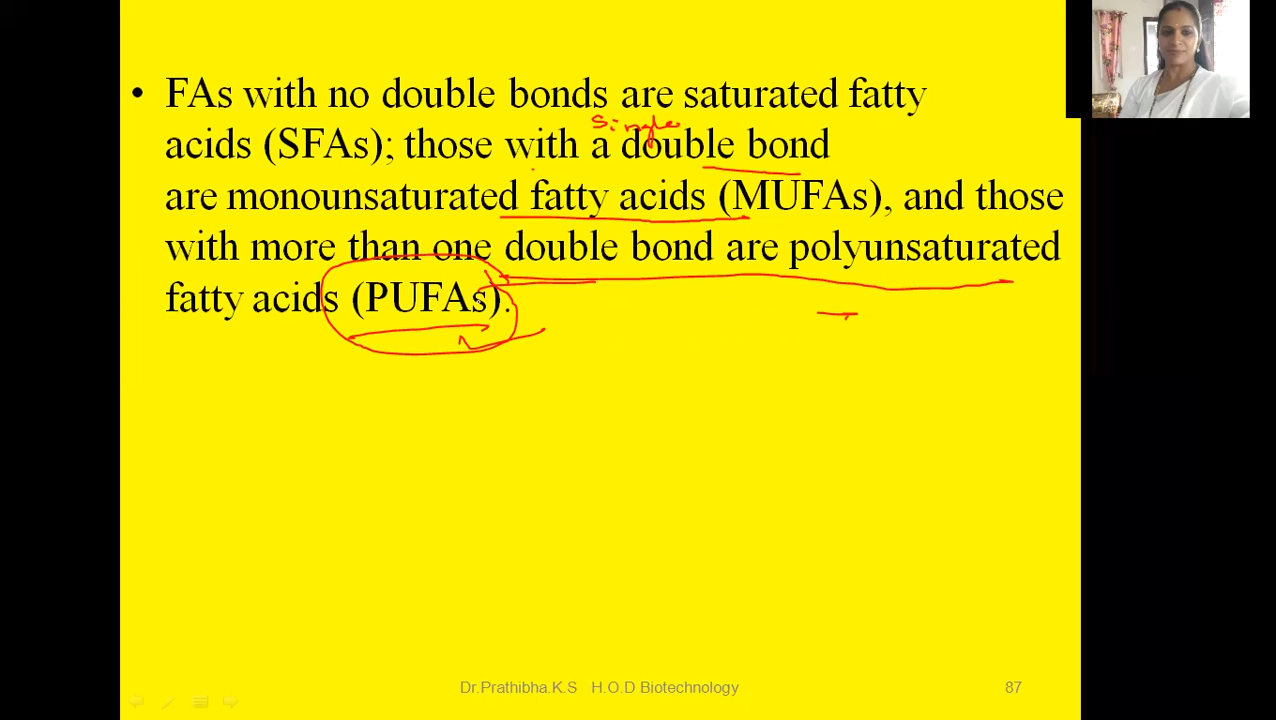 • FAs with no double bonds are saturated fatty
single
acids (SFAs); those with a double bond
are monounsaturated fatty acids (MUFAs), and those
with more than one double bond are polyunsaturated
fatty acids (PUFAs).
Dr.Prathibha.K.S H.O.D Biotechnology 87